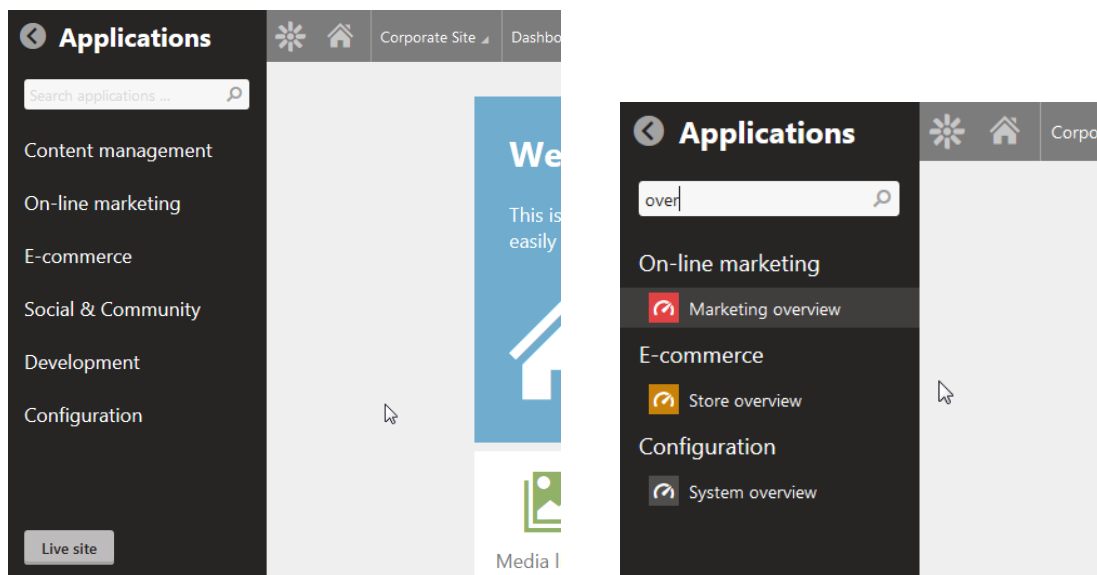 Applications
Corporate Site
Dashbo
Search applications ...
Content management
On-line marketing
E-commerce
Social & Community
Development
Configuration
Live site
We
This is
easily
Media l
Applications
Corpo
over
On-line marketing
Marketing overview
E-commerce
Store overview
Configuration
System overview